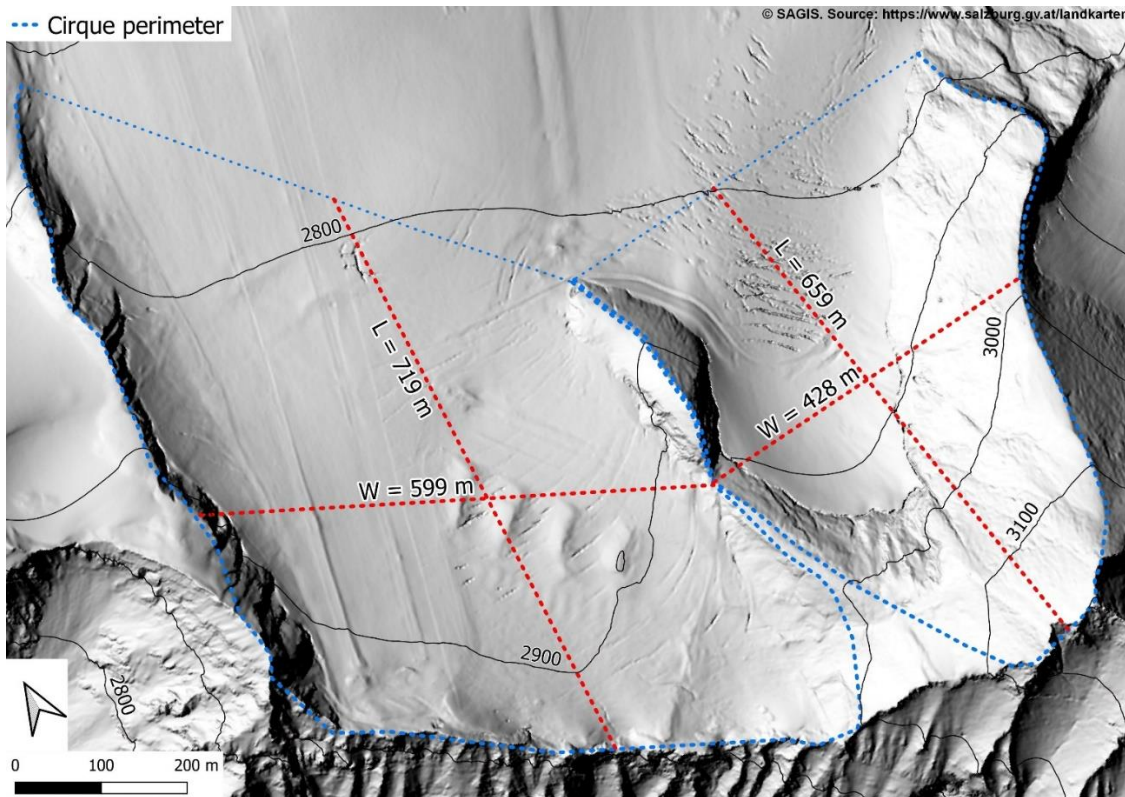 Cirque perimeter
© SAGIS. Source: https://www.salzburg.gv.at/landkarten
2800
L = 659 m
L = 719 m
3000
W = 428 m
W = 599 m
3100
2900
2800
0 100 200 m